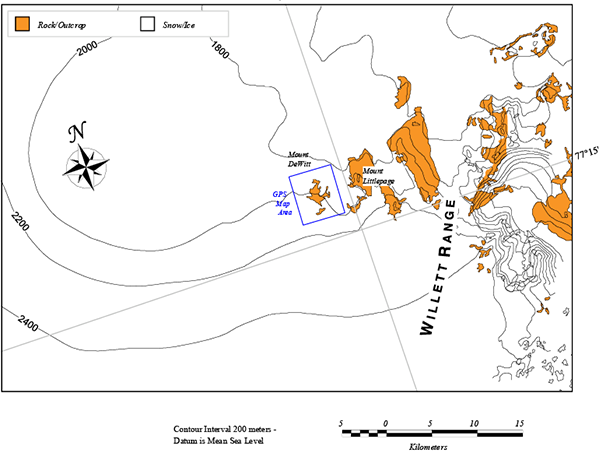 Rock/Outcrop
Snow/Ice
2000
1800
N
Mount
DeWitt
Mount
Littlepage
GPS
Map
Area
77°15'
2200
2400
WILLETT RANGE
Contour Interval 200 meters -
Datum is Mean Sea Level
5 0 5 10 15
Kilometers